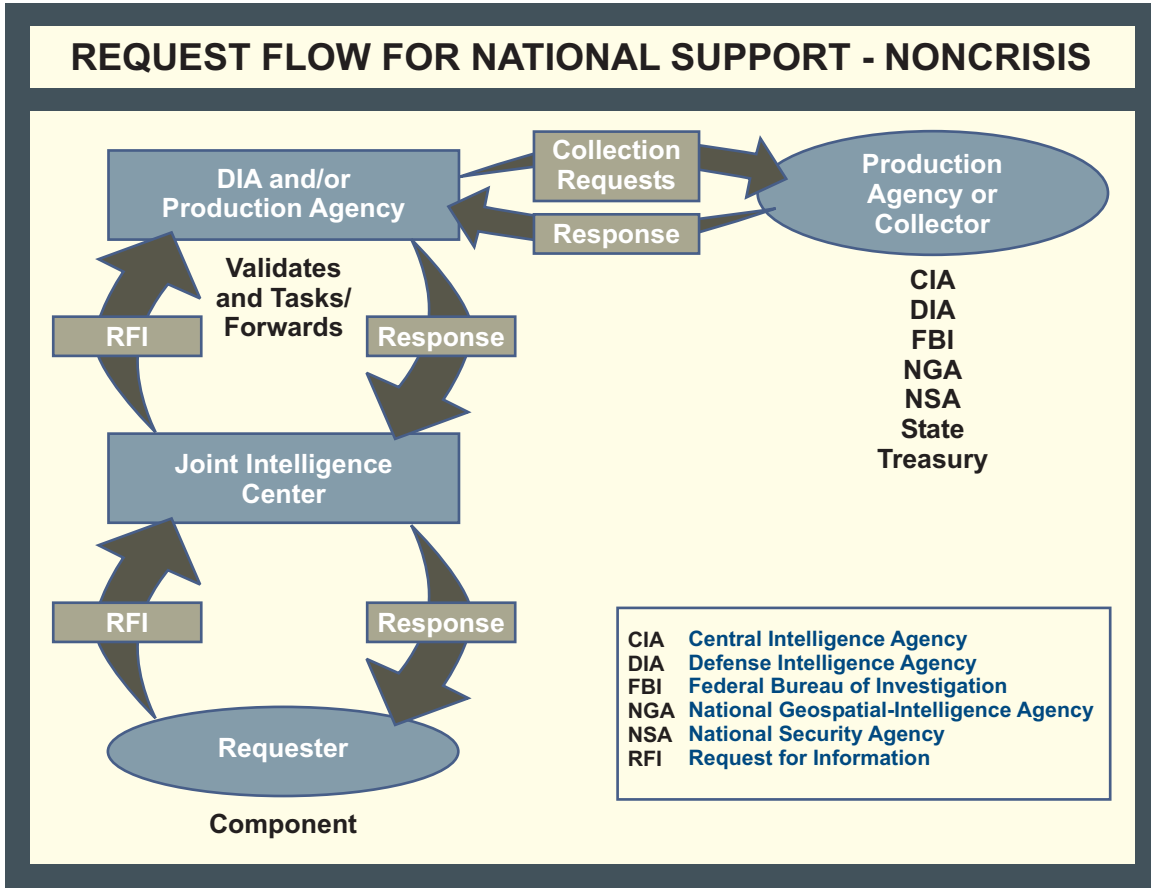 REQUEST FLOW FOR NATIONAL SUPPORT - NONCRISIS
DIA and/or
Production Agency
Collection
Requests
Response
Production
Agency or
Collector
Validates
and Tasks/
Forwards
RFI
Response
CIA
DIA
FBI
NGA
NSA
State
Treasury
Joint Intelligence
Center
RFI
Response
Requester
Component
CIA Central Intelligence Agency
DIA Defense Intelligence Agency
FBI Federal Bureau of Investigation
NGA National Geospatial-Intelligence Agency
NSA National Security Agency
RFI Request for Information